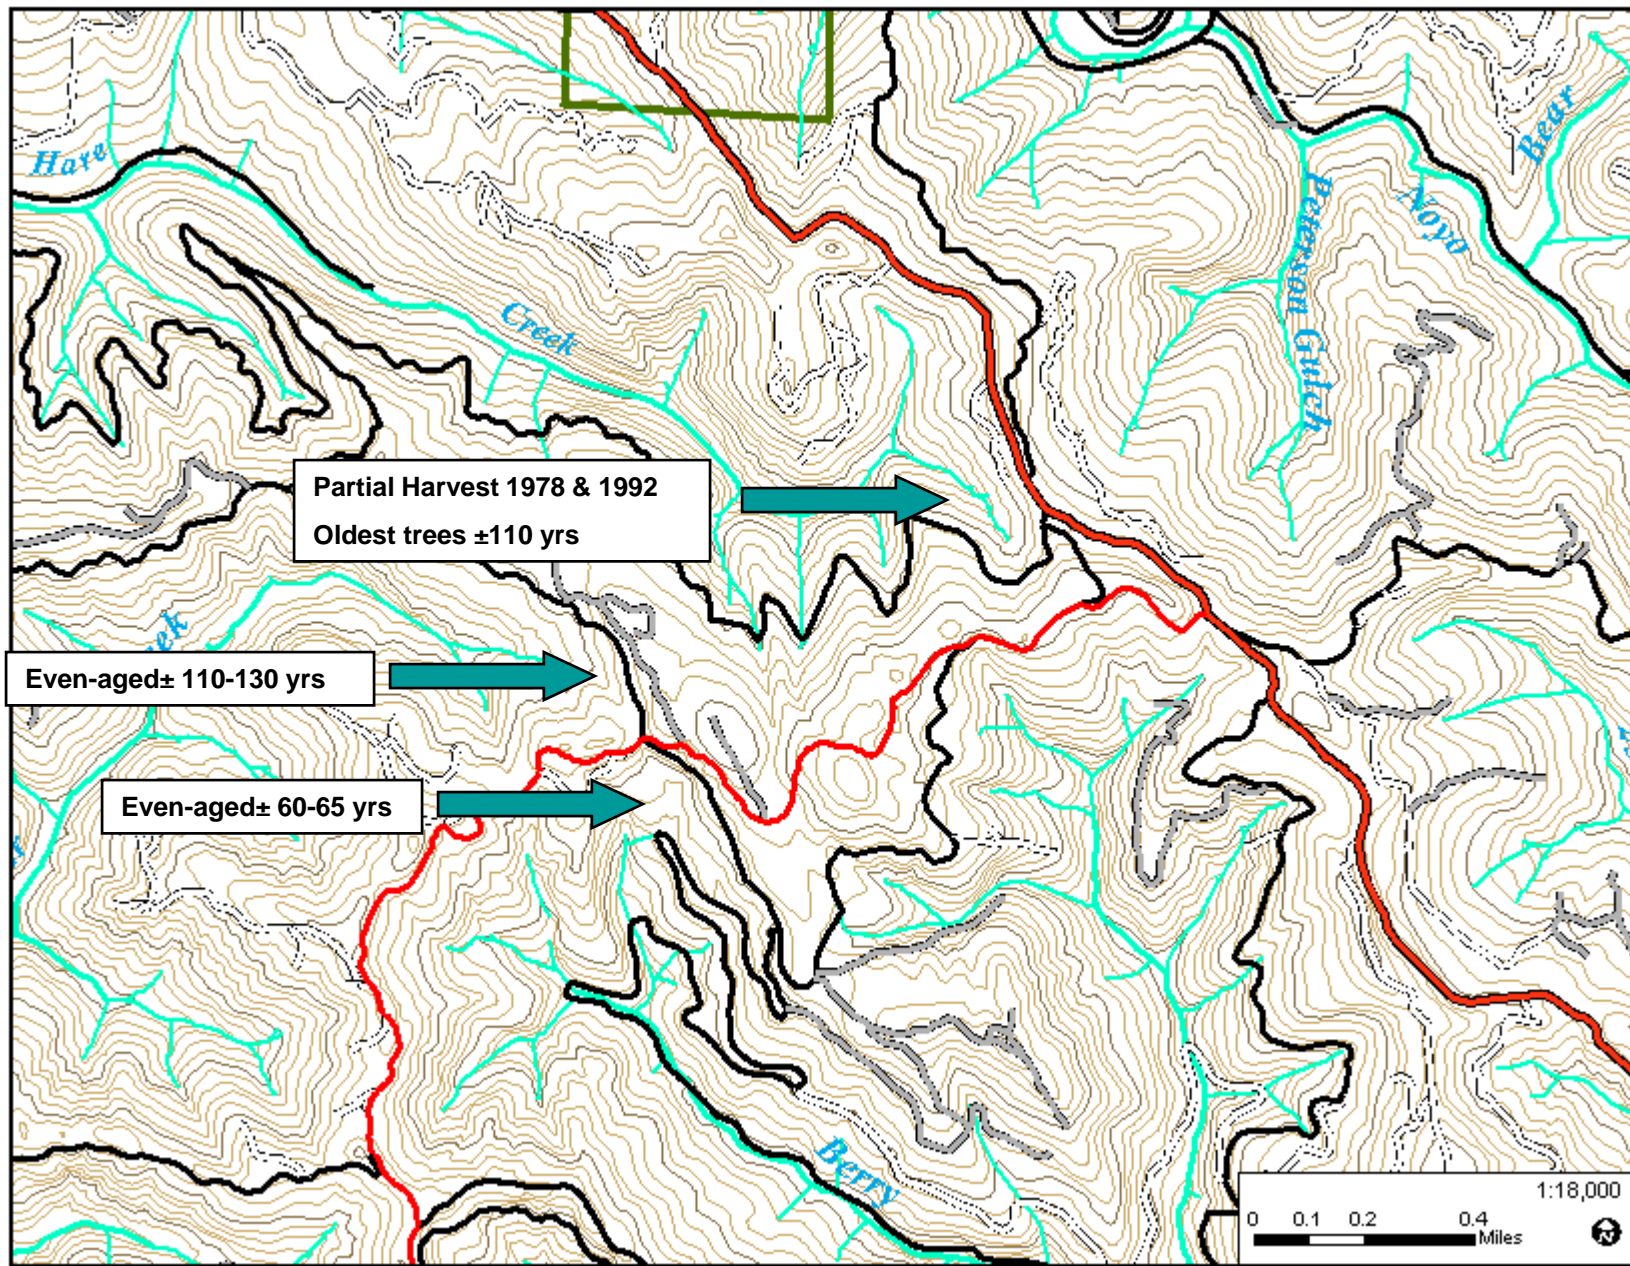 Hare
Creek
Peterson Gulch
Noyo
Bear
Partial Harvest 1978 & 1992
Oldest trees ±110 yrs
eek
Even-aged± 110-130 yrs
Even-aged± 60-65 yrs
Berry
1:18,000
0 0.1 0.2 0.4
Miles
N